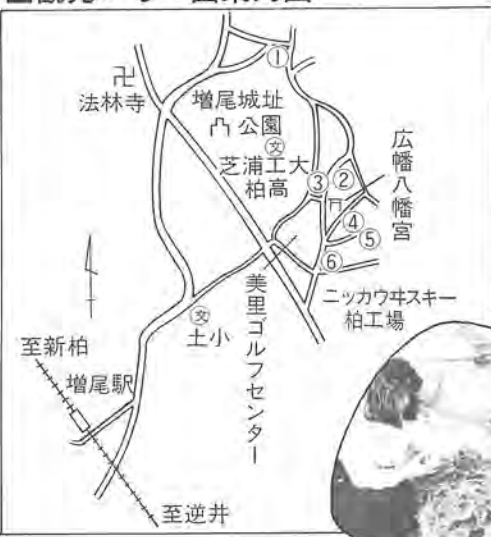 ①
卍
法林寺
増尾城址
公園
文
芝浦工大
柏高
広幡八幡宮
③
②
④
⑤
⑥
美里ゴルフセンター
ニッカウヰスキー
柏工場
文
土小
至新柏
増尾駅
至逆井